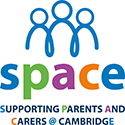 space
SUPPORTING PARENTS AND
CARERS @ CAMBRIDGE